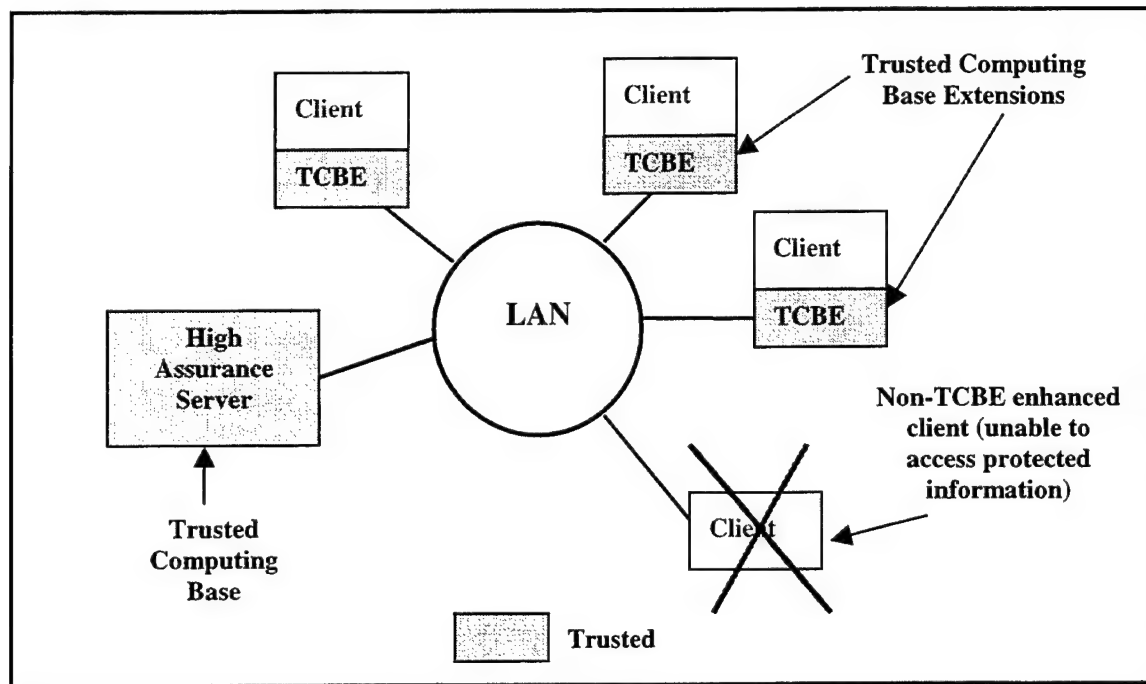 Client
TCBE
Client
TCBE
Trusted Computing
Base Extensions
Client
TCBE
LAN
High
Assurance
Server
Non-TCBE enhanced
client (unable to
access protected
information)
Client
Trusted
Computing
Base
Trusted